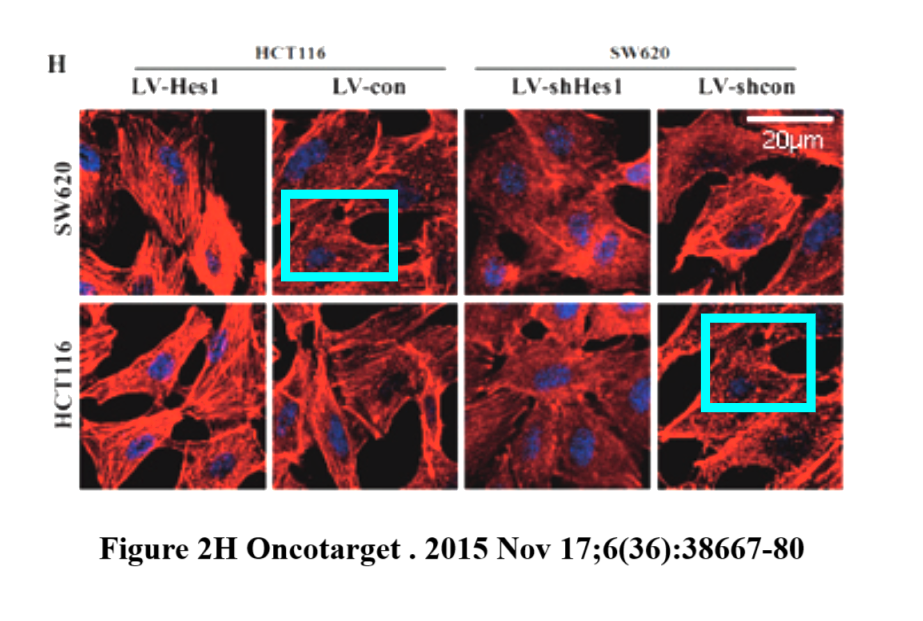 H
HCT116 SW620
LV-Hes1 LV-con LV-shHes1 LV-shcon
20μm
SW620
HCT116
Figure 2H Oncotarget . 2015 Nov 17;6(36):38667-80